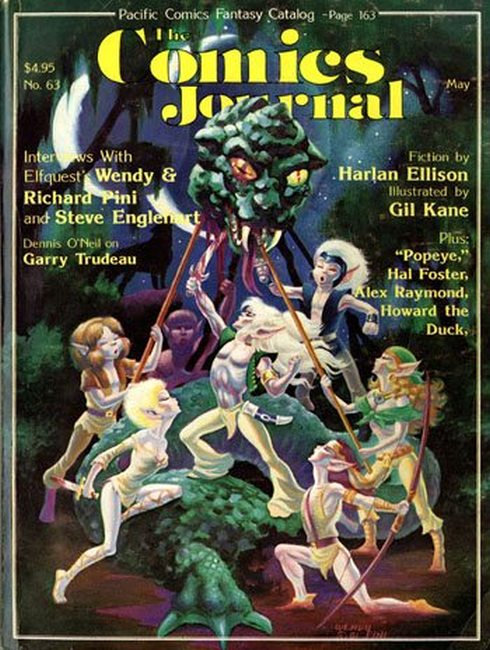 Pacific Comics Fantasy Catalog -Page 163
The
Comics
Journal
$4.95
No. 63
May
Interviews With
Elfquest's Wendy &
Richard Pini
and Steve Englehart
Dennis O'Neil on
Garry Trudeau
Fiction by
Harlan Ellison
Illustrated by
Gil Kane
Plus:
"Popeye,"
Hal Foster,
Alex Raymond,
Howard the
Duck,
WENDY